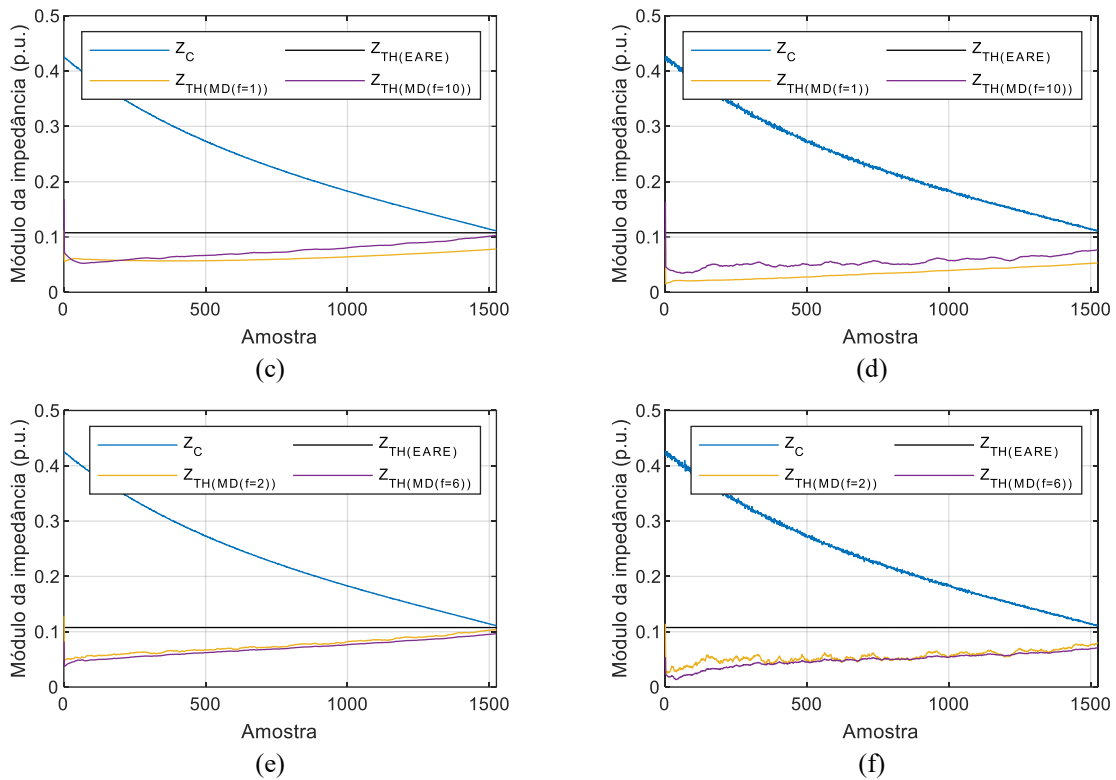 0.5
0.4
0.3
0.2
0.1
0
Módulo da impedância (p.u.)
Z_C
Z_TH(EARE)
Z_TH(MD(f=1))
Z_TH(MD(f=10))
0
500
1000
1500
Amostra
(c)
0.5
0.4
0.3
0.2
0.1
0
Módulo da impedância (p.u.)
Z_C
Z_TH(EARE)
Z_TH(MD(f=1))
Z_TH(MD(f=10))
0
500
1000
1500
Amostra
(d)
0.5
0.4
0.3
0.2
0.1
0
Módulo da impedância (p.u.)
Z_C
Z_TH(EARE)
Z_TH(MD(f=2))
Z_TH(MD(f=6))
0
500
1000
1500
Amostra
(e)
0.5
0.4
0.3
0.2
0.1
0
Módulo da impedância (p.u.)
Z_C
Z_TH(EARE)
Z_TH(MD(f=2))
Z_TH(MD(f=6))
0
500
1000
1500
Amostra
(f)